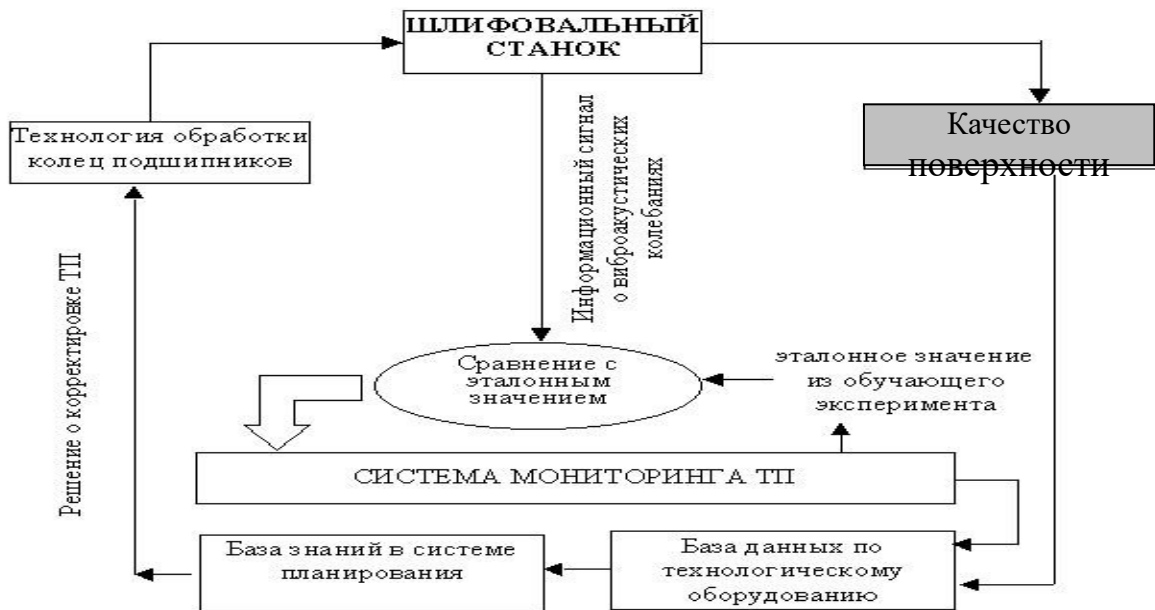 ШЛИФОВАЛЬНЫЙ
СТАНОК
Технология обработки
колец подшипников
Качество
поверхности
Информационный сигнал
о виброакустических
колебаниях
Решение о корректировке ТП
Сравнение с
эталонным
значением
эталонное значение
из обучающего
эксперимента
СИСТЕМА МОНИТОРИНГА ТП
База знаний в системе
планирования
База данных по
технологическому
оборудованию